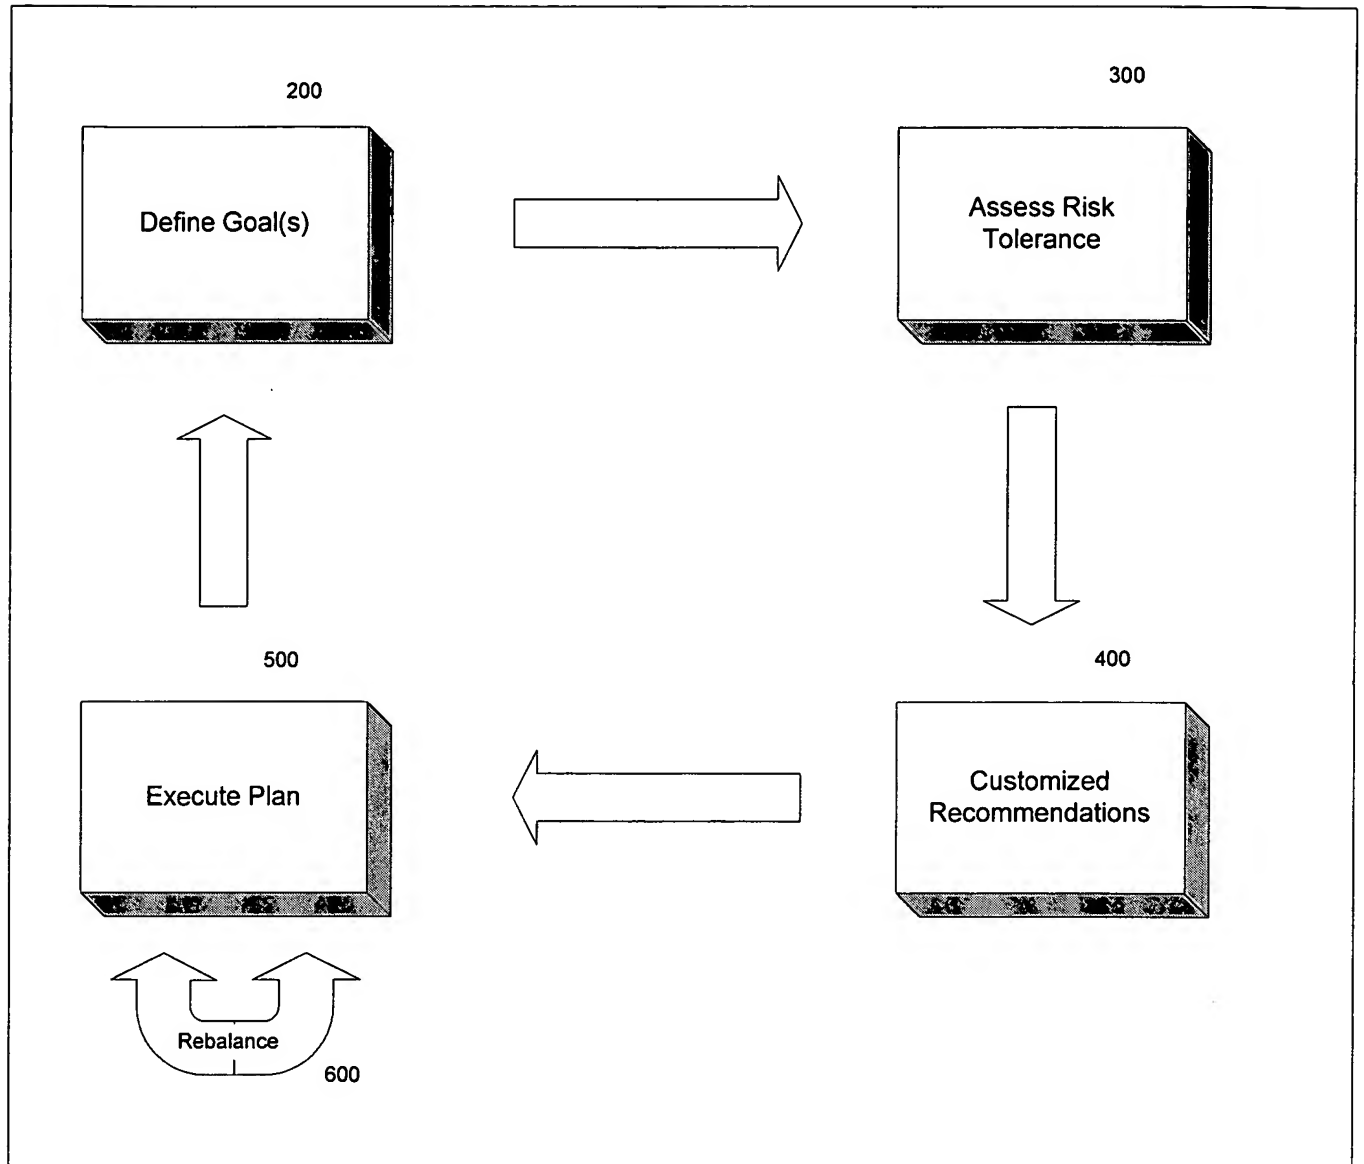 200
300
Define Goal(s)
Assess Risk
Tolerance
500
400
Execute Plan
Customized
Recommendations
Rebalance
600